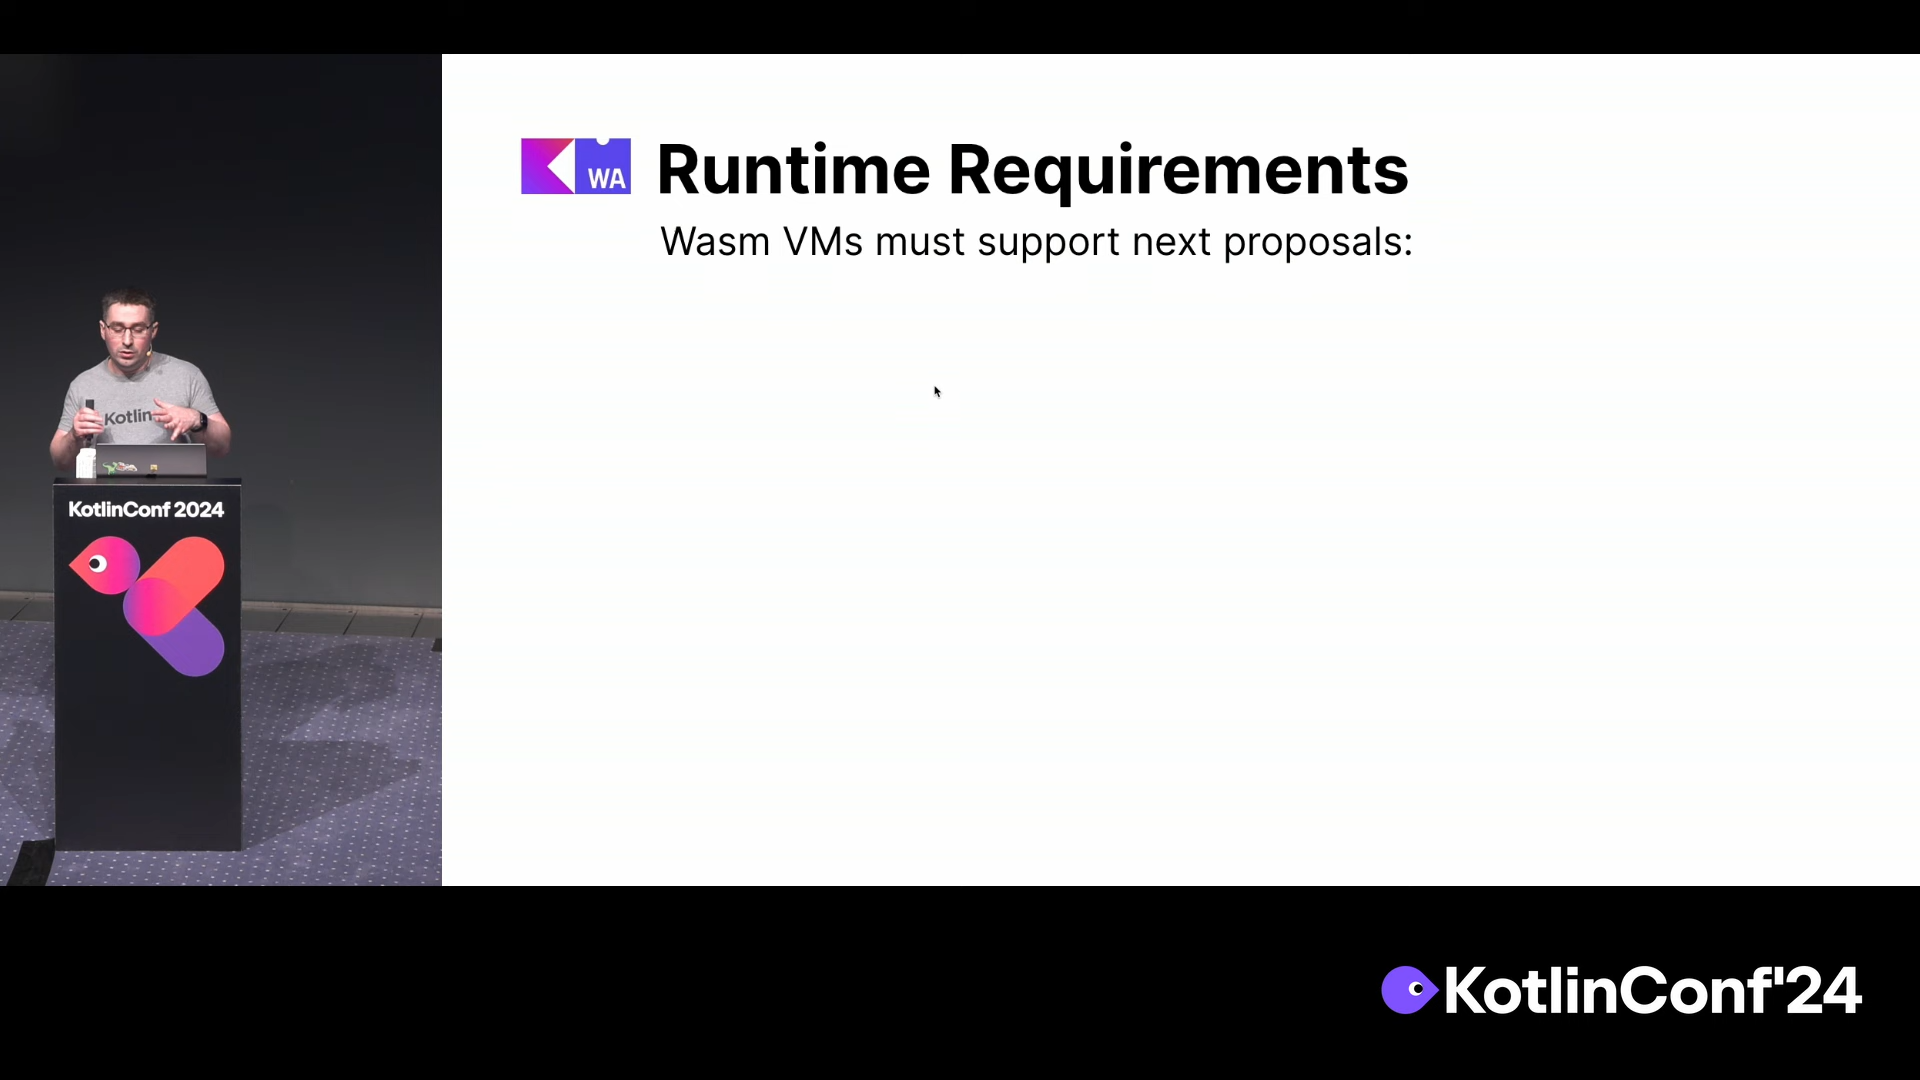 WA
Runtime Requirements
Wasm VMs must support next proposals:
Kotlin
KotlinConf 2024
KotlinConf'24